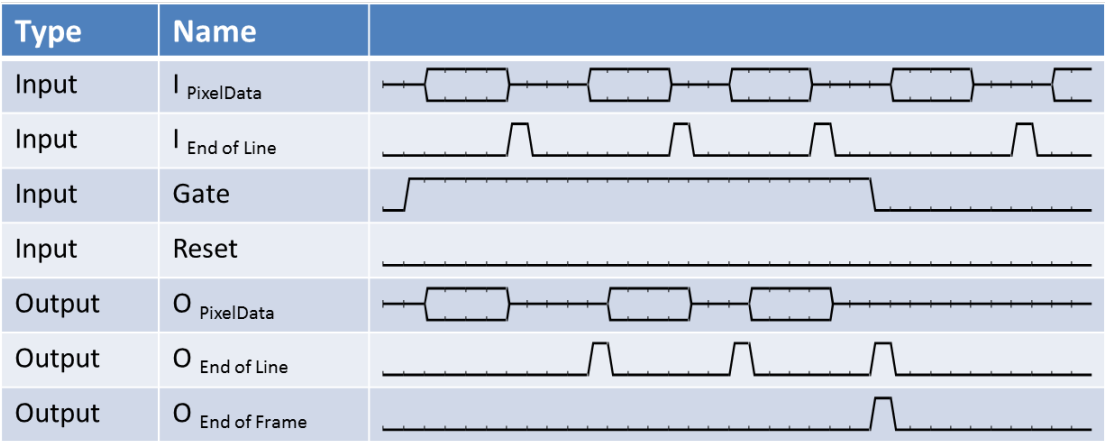 Type Name
Input I PixelData
Input I End of Line
Input Gate
Input Reset
Output O PixelData
Output O End of Line
Output O End of Frame